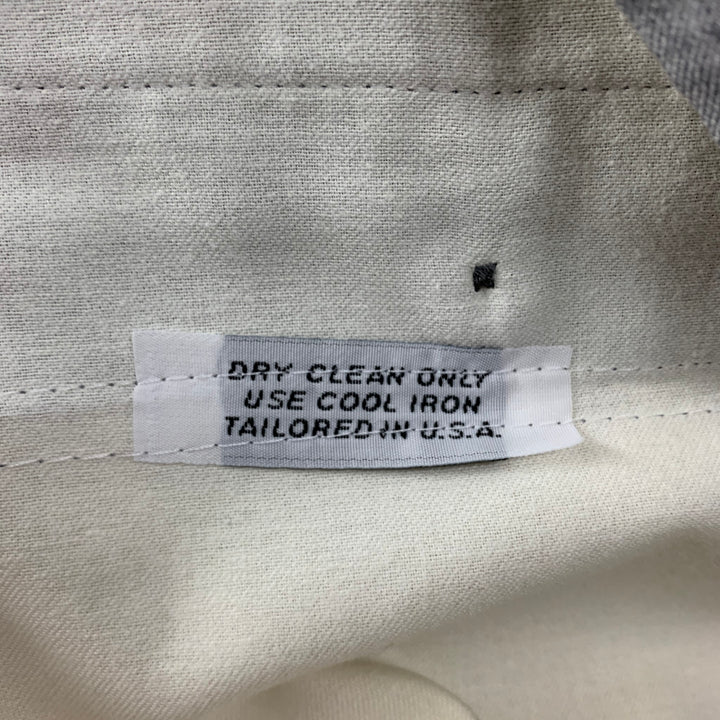 DRY CLEAN ONLY
USE COOL IRON
TAILORED IN U.S.A.